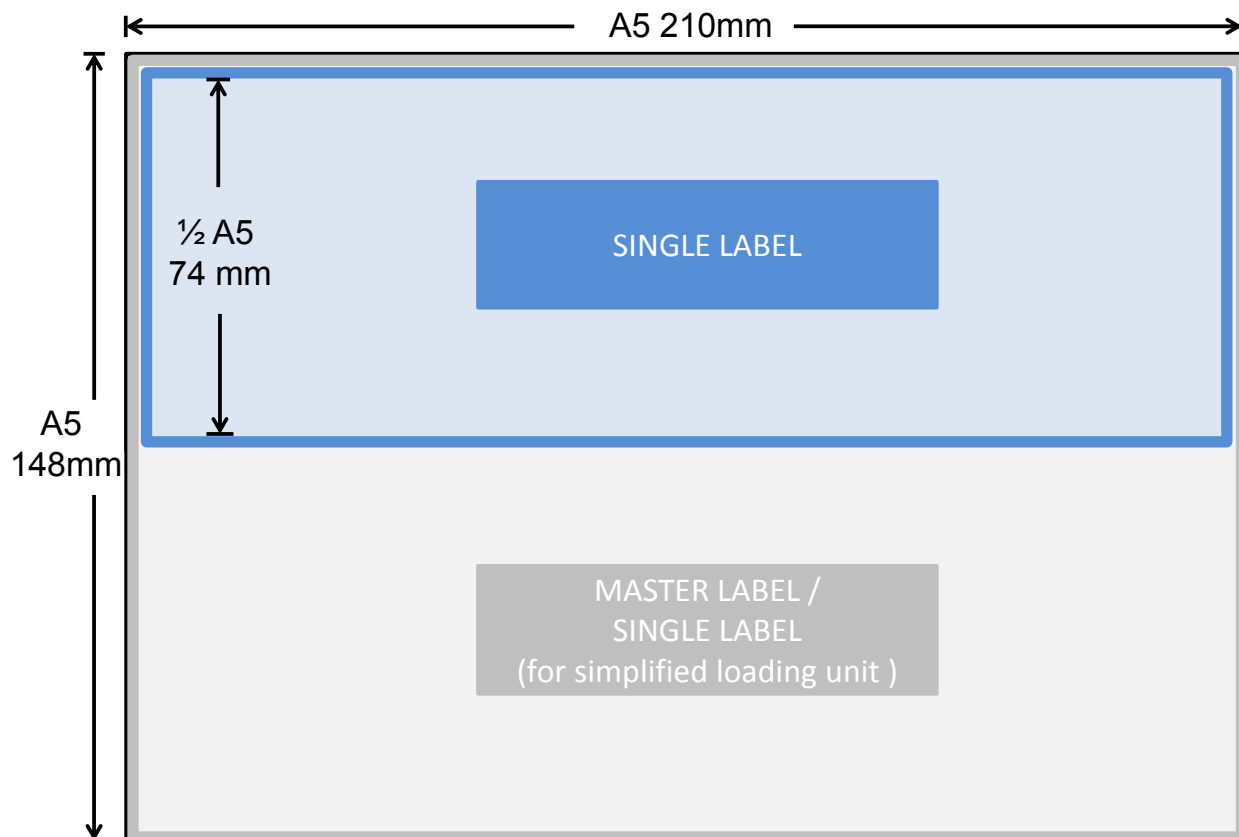 A5 210mm
½ A5
74 mm
SINGLE LABEL
A5
148mm
MASTER LABEL /
SINGLE LABEL
(for simplified loading unit )